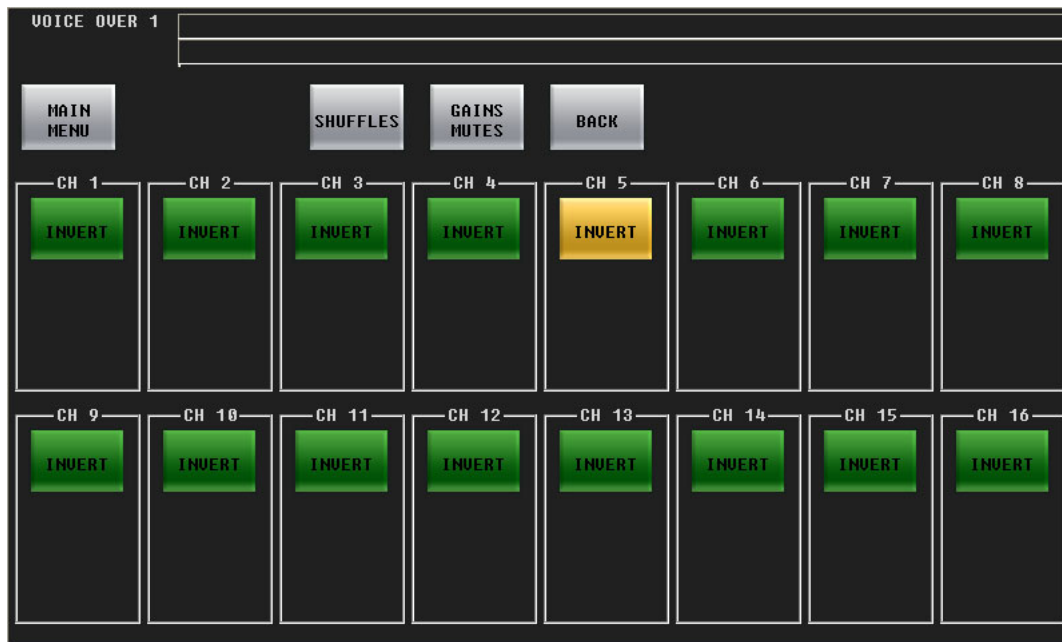 VOICE OVER 1
MAIN
MENU
SHUFFLES
GAINS
MUTES
BACK
CH 1
CH 2
CH 3
CH 4
CH 5
CH 6
CH 7
CH 8
INVERT
INVERT
INVERT
INVERT
INVERT
INVERT
INVERT
INVERT
CH 9
CH 10
CH 11
CH 12
CH 13
CH 14
CH 15
CH 16
INVERT
INVERT
INVERT
INVERT
INVERT
INVERT
INVERT
INVERT